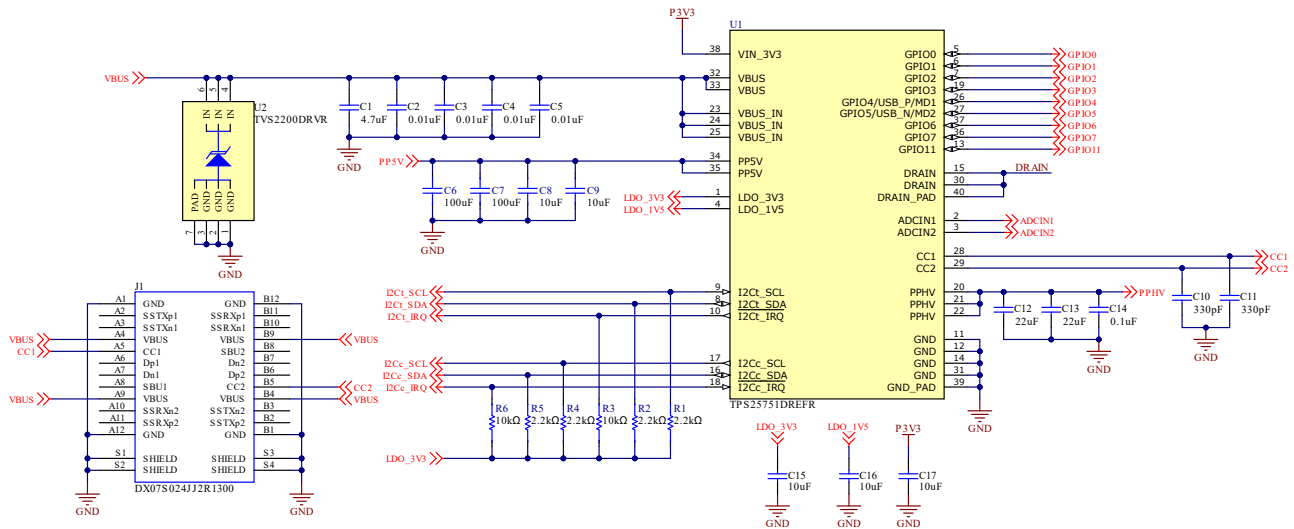 P3V3
U1
38 VIN_3V3
32 VBUS
33 VBUS
23 VBUS_IN
24 VBUS_IN
25 VBUS_IN
34 PP5V
35 PP5V
1 LDO_3V3
4 LDO_1V5
9 I2Ct_SCL
8 I2Ct_SDA
10 I2Ct_IRQ
17 I2Cc_SCL
16 I2Cc_SDA
18 I2Cc_IRQ
GPIO0 5 GPIO0
GPIO1 6 GPIO1
GPIO2 7 GPIO2
GPIO3 19 GPIO3
GPIO4/USB_P/MD1 26 GPIO4
GPIO5/USB_N/MD2 27 GPIO5
GPIO6 37 GPIO6
GPIO7 36 GPIO7
GPIO11 13 GPIO11
DRAIN 15 DRAIN
DRAIN 30
DRAIN_PAD 40
ADCIN1 2 ADCIN1
ADCIN2 3 ADCIN2
CC1 28 CC1
CC2 29 CC2
PPHV 20 PPHV
PPHV 21
PPHV 22
GND 11
GND 12
GND 14
GND 31
GND_PAD 39
TPS25751DREFR
GND
VBUS
6 5 4
IN IN IN
U2
TVS2200DRVR
PAD GND GND GND
7 3 2 1
GND
C1
4.7uF
C2
0.01uF
C3
0.01uF
C4
0.01uF
C5
0.01uF
GND
PP5V
C6
100uF
C7
100uF
C8
10uF
C9
10uF
GND
LDO_3V3
LDO_1V5
C10
330pF
C11
330pF
GND
C12
22uF
C13
22uF
C14
0.1uF
GND
I2Ct_SCL
I2Ct_SDA
I2Ct_IRQ
I2Cc_SCL
I2Cc_SDA
I2Cc_IRQ
R6
10kΩ
R5
2.2kΩ
R4
2.2kΩ
R3
10kΩ
R2
2.2kΩ
R1
2.2kΩ
LDO_3V3
J1
A1 GND GND B12
A2 SSTXp1 SSRXp1 B11
A3 SSTXn1 SSRXn1 B10
VBUS A4 VBUS VBUS B9 VBUS
CC1 A5 CC1 SBU2 B8
A6 Dp1 Dn2 B7
A7 Dn1 Dp2 B6
A8 SBU1 CC2 B5 CC2
VBUS A9 VBUS VBUS B4 VBUS
A10 SSRXn2 SSTXn2 B3
A11 SSRXp2 SSTXp2 B2
A12 GND GND B1
S1 SHIELD SHIELD S3
S2 SHIELD SHIELD S4
DX07S024JJ2R1300
GND
GND
LDO_3V3
C15
10uF
GND
LDO_1V5
C16
10uF
GND
P3V3
C17
10uF
GND